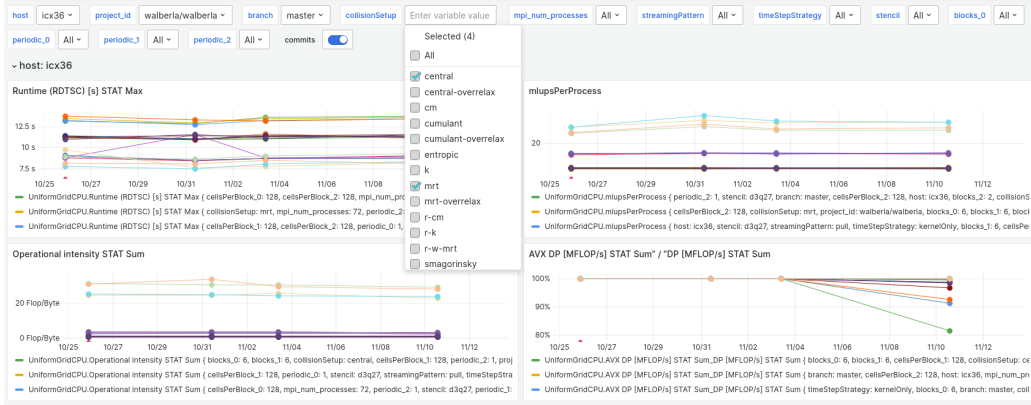 host icx36 project_id walberla/walberla branch master collisionSetup Enter variable value mpi_num_processes All streamingPattern All timeStepStrategy All stencil All blocks_0 All
periodic_0 All periodic_1 All periodic_2 All commits
Selected (4)
All
central
central-overrelax
cm
cumulant
cumulant-overrelax
entropic
k
mrt
mrt-overrelax
r-cm
r-k
r-w-mrt
smagorinsky
host: icx36
Runtime (RDTSC) [s] STAT Max
12.5 s
10 s
7.5 s
10/25 10/27 10/29 10/31 11/02 11/04 11/06 11/08
UniformGridCPU.Runtime (RDTSC) [s] STAT Max { cellsPerBlock_0: 128, cellsPerBlock_2: 128, mpi_num_pro
UniformGridCPU.Runtime (RDTSC) [s] STAT Max { collisionSetup: mrt, mpi_num_processes: 72, periodic_2:
UniformGridCPU.Runtime (RDTSC) [s] STAT Max { cellsPerBlock_1: 128, cellsPerBlock_2: 128, periodic_0: 1,
mlupsPerProcess
20
10/25 10/27 10/29 10/31 11/02 11/04 11/06 11/08 11/10 11/12
UniformGridCPU.mlupsPerProcess { periodic_2: 1, stencil: d3q27, branch: master, cellsPerBlock_2: 128, host: icx36, blocks_2: 2, collisionS
UniformGridCPU.mlupsPerProcess { cellsPerBlock_2: 128, collisionSetup: mrt, project_id: walberla/walberla, blocks_0: 6, blocks_1: 6, bloc
UniformGridCPU.mlupsPerProcess { host: icx36, stencil: d3q27, streamingPattern: pull, timeStepStrategy: kernelOnly, blocks_1: 6, cellsPe
Operational intensity STAT Sum
20 Flop/Byte
0 Flop/Byte
10/25 10/27 10/29 10/31 11/02 11/04 11/06 11/08 11/10 11/12
UniformGridCPU.Operational intensity STAT Sum { blocks_0: 6, blocks_1: 6, collisionSetup: central, cellsPerBlock_1: 128, periodic_2: 1, proj
UniformGridCPU.Operational intensity STAT Sum { cellsPerBlock_1: 128, periodic_0: 1, stencil: d3q27, streamingPattern: pull, timeStepStra
UniformGridCPU.Operational intensity STAT Sum { cellsPerBlock_0: 128, mpi_num_processes: 72, periodic_2: 1, stencil: d3q27, periodic_1:
AVX DP [MFLOP/s] STAT Sum" / "DP [MFLOP/s] STAT Sum
100%
90%
80%
10/25 10/27 10/29 10/31 11/02 11/04 11/06 11/08 11/10 11/12
UniformGridCPU.AVX DP [MFLOP/s] STAT Sum_DP [MFLOP/s] STAT Sum { blocks_0: 6, blocks_1: 6, cellsPerBlock_0: 128, collisionSetup: ce
UniformGridCPU.AVX DP [MFLOP/s] STAT Sum_DP [MFLOP/s] STAT Sum { branch: master, cellsPerBlock_2: 128, host: icx36, mpi_num_pr
UniformGridCPU.AVX DP [MFLOP/s] STAT Sum_DP [MFLOP/s] STAT Sum { timeStepStrategy: kernelOnly, blocks_0: 6, branch: master, coll